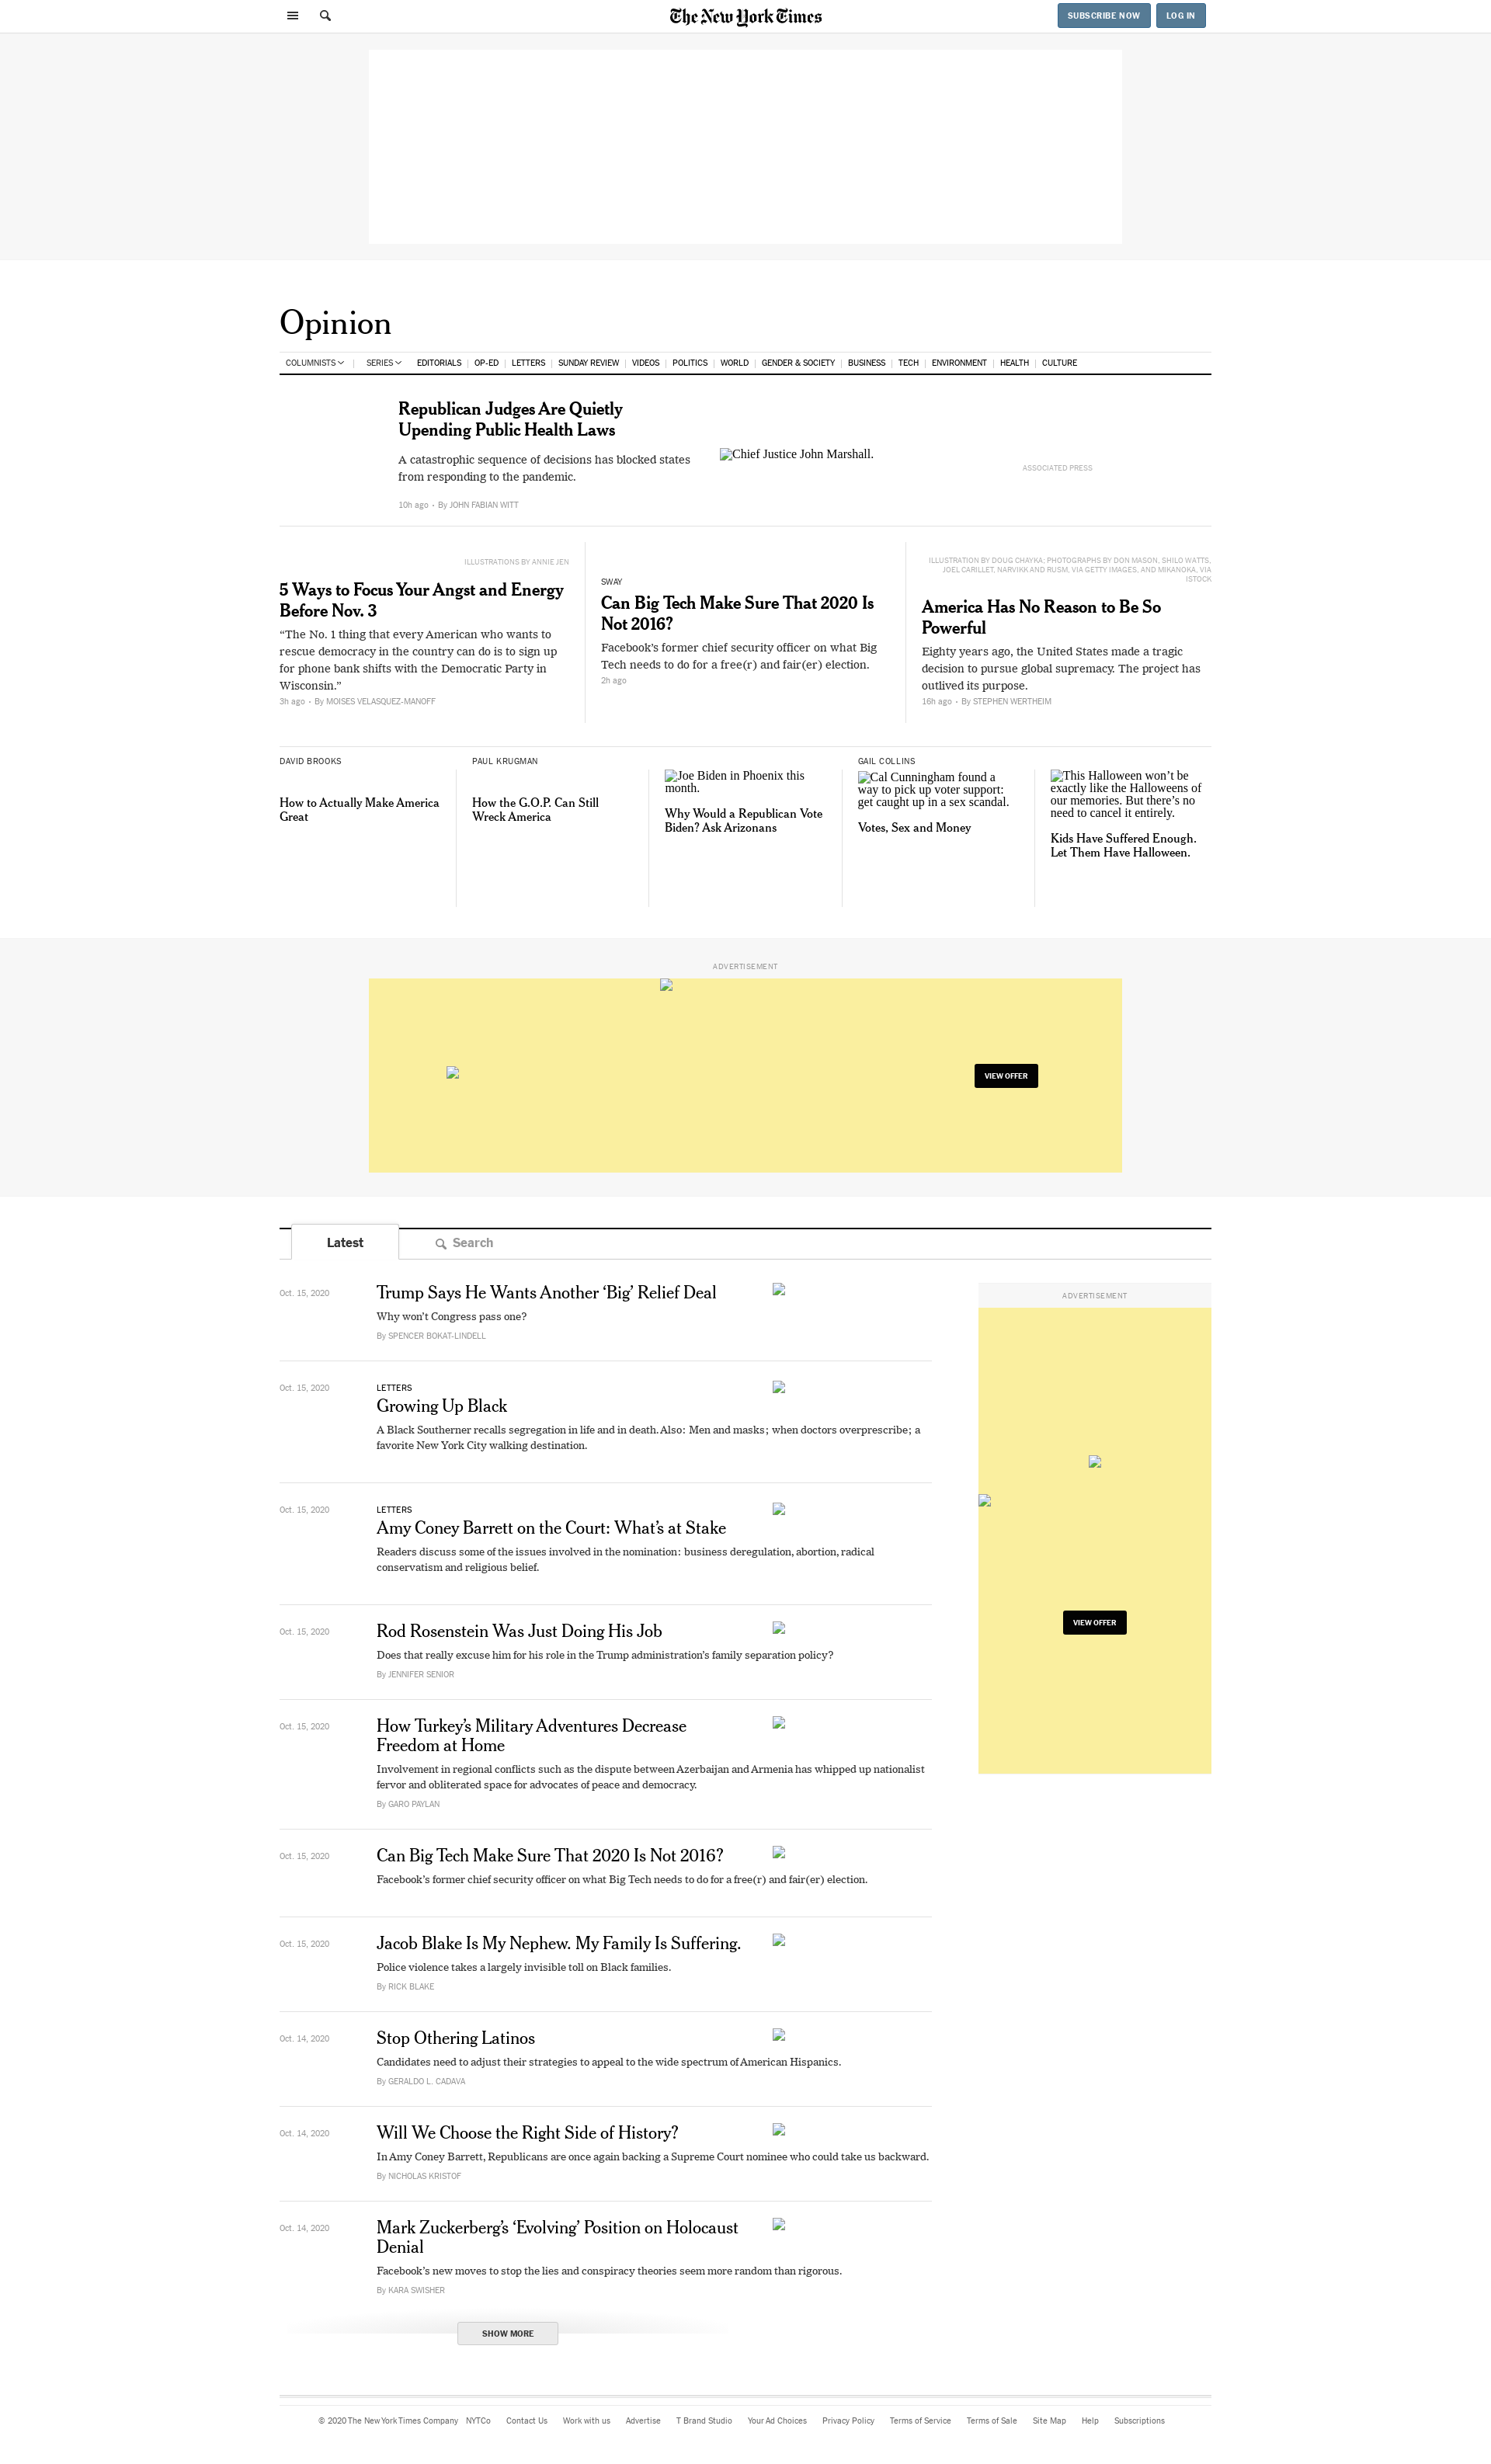 The New York Times
SUBSCRIBE NOW
LOG IN
Opinion
COLUMNISTS
SERIES
EDITORIALS
OP-ED
LETTERS
SUNDAY REVIEW
VIDEOS
POLITICS
WORLD
GENDER & SOCIETY
BUSINESS
TECH
ENVIRONMENT
HEALTH
CULTURE
Republican Judges Are Quietly
Upending Public Health Laws
A catastrophic sequence of decisions has blocked states
from responding to the pandemic.
10h ago • By JOHN FABIAN WITT
Chief Justice John Marshall.
ASSOCIATED PRESS
ILLUSTRATIONS BY ANNIE JEN
5 Ways to Focus Your Angst and Energy
Before Nov. 3
“The No. 1 thing that every American who wants to
rescue democracy in the country can do is to sign up
for phone bank shifts with the Democratic Party in
Wisconsin.”
3h ago • By MOISES VELASQUEZ-MANOFF
SWAY
Can Big Tech Make Sure That 2020 Is
Not 2016?
Facebook’s former chief security officer on what Big
Tech needs to do for a free(r) and fair(er) election.
2h ago
ILLUSTRATION BY DOUG CHAYKA; PHOTOGRAPHS BY DON MASON, SHILO WATTS,
JOEL CARILLET, NARVIKK AND RUSM, VIA GETTY IMAGES, AND MIKANOKA, VIA
ISTOCK
America Has No Reason to Be So
Powerful
Eighty years ago, the United States made a tragic
decision to pursue global supremacy. The project has
outlived its purpose.
16h ago • By STEPHEN WERTHEIM
DAVID BROOKS
How to Actually Make America
Great
PAUL KRUGMAN
How the G.O.P. Can Still
Wreck America
Joe Biden in Phoenix this
month.
Why Would a Republican Vote
Biden? Ask Arizonans
GAIL COLLINS
Cal Cunningham found a
way to pick up voter support:
get caught up in a sex scandal.
Votes, Sex and Money
This Halloween won’t be
exactly like the Halloweens of
our memories. But there’s no
need to cancel it entirely.
Kids Have Suffered Enough.
Let Them Have Halloween.
ADVERTISEMENT
VIEW OFFER
Latest
Search
Oct. 15, 2020
Trump Says He Wants Another ‘Big’ Relief Deal
Why won’t Congress pass one?
By SPENCER BOKAT-LINDELL
Oct. 15, 2020
LETTERS
Growing Up Black
A Black Southerner recalls segregation in life and in death. Also: Men and masks; when doctors overprescribe; a
favorite New York City walking destination.
Oct. 15, 2020
LETTERS
Amy Coney Barrett on the Court: What’s at Stake
Readers discuss some of the issues involved in the nomination: business deregulation, abortion, radical
conservatism and religious belief.
Oct. 15, 2020
Rod Rosenstein Was Just Doing His Job
Does that really excuse him for his role in the Trump administration’s family separation policy?
By JENNIFER SENIOR
Oct. 15, 2020
How Turkey’s Military Adventures Decrease
Freedom at Home
Involvement in regional conflicts such as the dispute between Azerbaijan and Armenia has whipped up nationalist
fervor and obliterated space for advocates of peace and democracy.
By GARO PAYLAN
Oct. 15, 2020
Can Big Tech Make Sure That 2020 Is Not 2016?
Facebook’s former chief security officer on what Big Tech needs to do for a free(r) and fair(er) election.
Oct. 15, 2020
Jacob Blake Is My Nephew. My Family Is Suffering.
Police violence takes a largely invisible toll on Black families.
By RICK BLAKE
Oct. 14, 2020
Stop Othering Latinos
Candidates need to adjust their strategies to appeal to the wide spectrum of American Hispanics.
By GERALDO L. CADAVA
Oct. 14, 2020
Will We Choose the Right Side of History?
In Amy Coney Barrett, Republicans are once again backing a Supreme Court nominee who could take us backward.
By NICHOLAS KRISTOF
Oct. 14, 2020
Mark Zuckerberg’s ‘Evolving’ Position on Holocaust
Denial
Facebook’s new moves to stop the lies and conspiracy theories seem more random than rigorous.
By KARA SWISHER
SHOW MORE
ADVERTISEMENT
VIEW OFFER
© 2020 The New York Times Company
NYTCo
Contact Us
Work with us
Advertise
T Brand Studio
Your Ad Choices
Privacy Policy
Terms of Service
Terms of Sale
Site Map
Help
Subscriptions